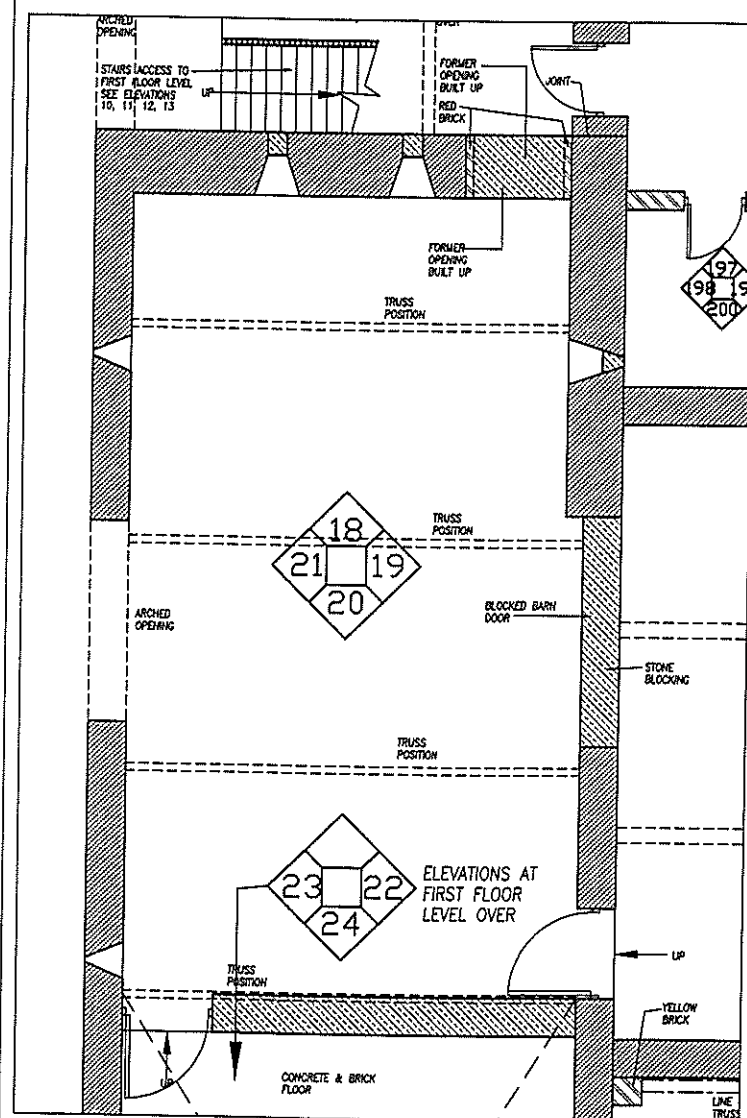 ARCHED
OPENING
OVER
STAIRS ACCESS TO
FIRST FLOOR LEVEL
SEE ELEVATIONS
10, 11, 12, 13
UP
FORMER
OPENING
BUILT UP
RED
BRICK
JOINT
FORMER
OPENING
BUILT UP
197
198
19
200
TRUSS
POSITION
TRUSS
POSITION
18
21
19
20
ARCHED
OPENING
BLOCKED BARN
DOOR
STONE
BLOCKING
TRUSS
POSITION
23
22
24
ELEVATIONS AT
FIRST FLOOR
LEVEL OVER
UP
TRUSS
POSITION
YELLOW
BRICK
UP
CONCRETE & BRICK
FLOOR
LINE
TRUSS